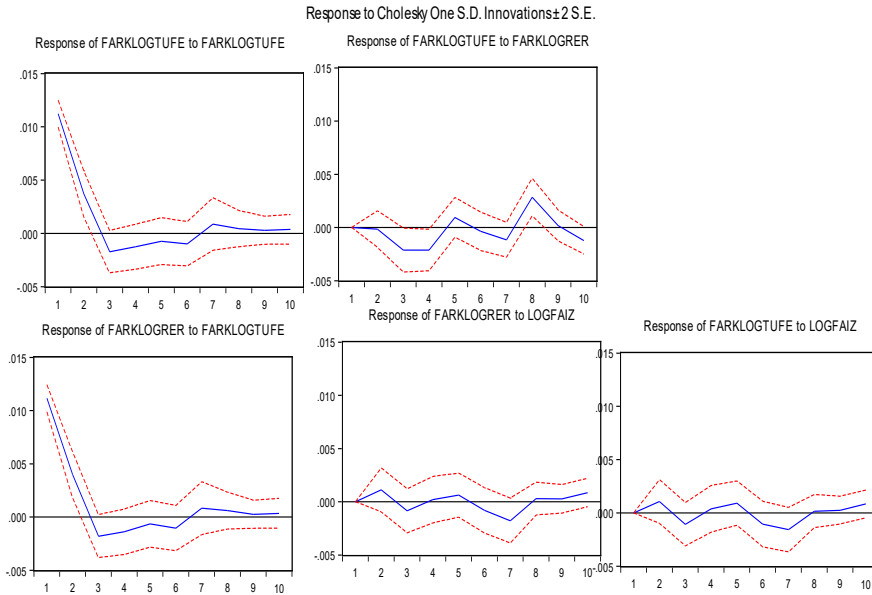 Response to Cholesky One S.D. Innovations ± 2 S.E.
Response of FARKLOGTUFE to FARKLOGTUFE
.015
.010
.005
.000
-.005
1 2 3 4 5 6 7 8 9 10
Response of FARKLOGTUFE to FARKLOGRER
.015
.010
.005
.000
-.005
1 2 3 4 5 6 7 8 9 10
Response of FARKLOGRER to FARKLOGTUFE
.015
.010
.005
.000
-.005
1 2 3 4 5 6 7 8 9 10
Response of FARKLOGRER to LOGFAIZ
.015
.010
.005
.000
-.005
1 2 3 4 5 6 7 8 9 10
Response of FARKLOGTUFE to LOGFAIZ
.015
.010
.005
.000
-.005
1 2 3 4 5 6 7 8 9 10